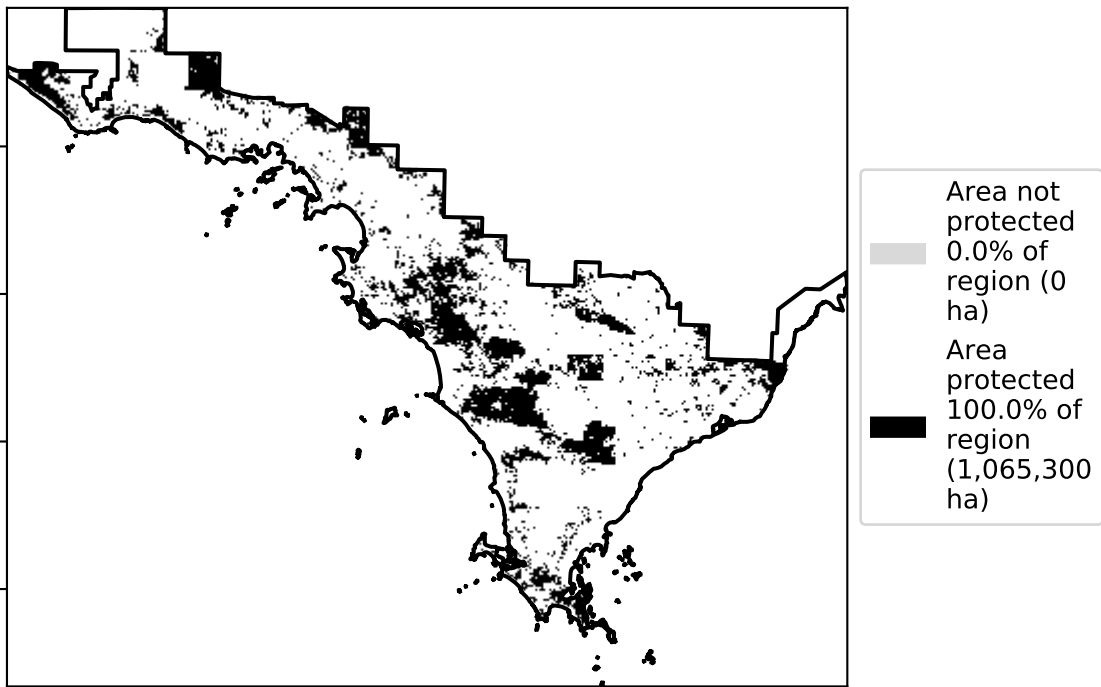 Area not
protected
0.0% of
region (0
ha)
Area
protected
100.0% of
region
(1,065,300
ha)